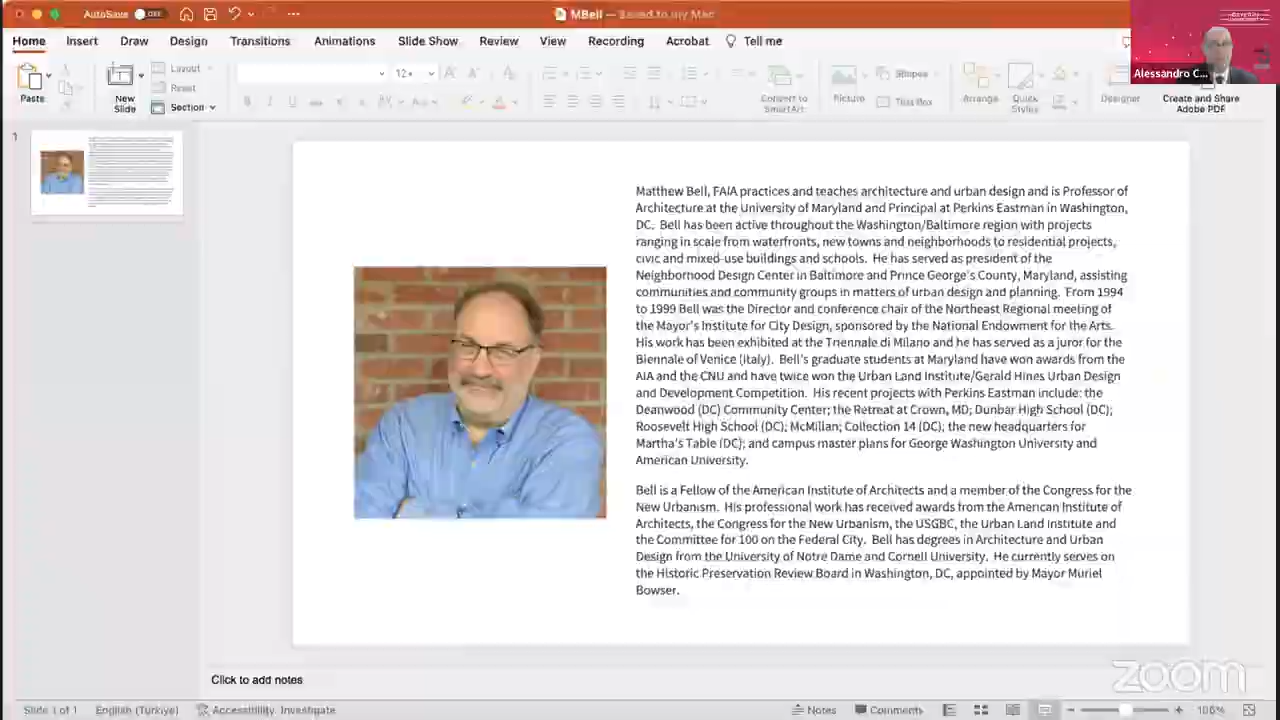 AutoSave
OFF
MBell — Saved to my Mac
Home Insert Draw Design Transitions Animations Slide Show Review View Recording Acrobat Tell me
Alessandro C...
Paste
New
Slide
Layout
Reset
Section
12
Convert to
SmartArt
Picture
Shapes
Text Box
Arrange
Quick
Styles
Designer
Create and Share
Adobe PDF
1
Matthew Bell, FAIA practices and teaches architecture and urban design and is Professor of
Architecture at the University of Maryland and Principal at Perkins Eastman in Washington,
DC. Bell has been active throughout the Washington/Baltimore region with projects
ranging in scale from waterfronts, new towns and neighborhoods to residential projects,
civic and mixed-use buildings and schools. He has served as president of the
Neighborhood Design Center in Baltimore and Prince George's County, Maryland, assisting
communities and community groups in matters of urban design and planning. From 1994
to 1999 Bell was the Director and conference chair of the Northeast Regional meeting of
the Mayor's Institute for City Design, sponsored by the National Endowment for the Arts.
His work has been exhibited at the Triennale di Milano and he has served as a juror for the
Biennale of Venice (Italy). Bell's graduate students at Maryland have won awards from the
AIA and the CNU and have twice won the Urban Land Institute/Gerald Hines Urban Design
and Development Competition. His recent projects with Perkins Eastman include: the
Deanwood (DC) Community Center; the Retreat at Crown, MD; Dunbar High School (DC);
Roosevelt High School (DC); McMillan; Collection 14 (DC); the new headquarters for
Martha's Table (DC); and campus master plans for George Washington University and
American University.
Bell is a Fellow of the American Institute of Architects and a member of the Congress for the
New Urbanism. His professional work has received awards from the American Institute of
Architects, the Congress for the New Urbanism, the USGBC, the Urban Land Institute and
the Committee for 100 on the Federal City. Bell has degrees in Architecture and Urban
Design from the University of Notre Dame and Cornell University. He currently serves on
the Historic Preservation Review Board in Washington, DC, appointed by Mayor Muriel
Bowser.
Click to add notes
zoom
Slide 1 of 1 English (Türkiye) Accessibility: Investigate Notes Comments 106%